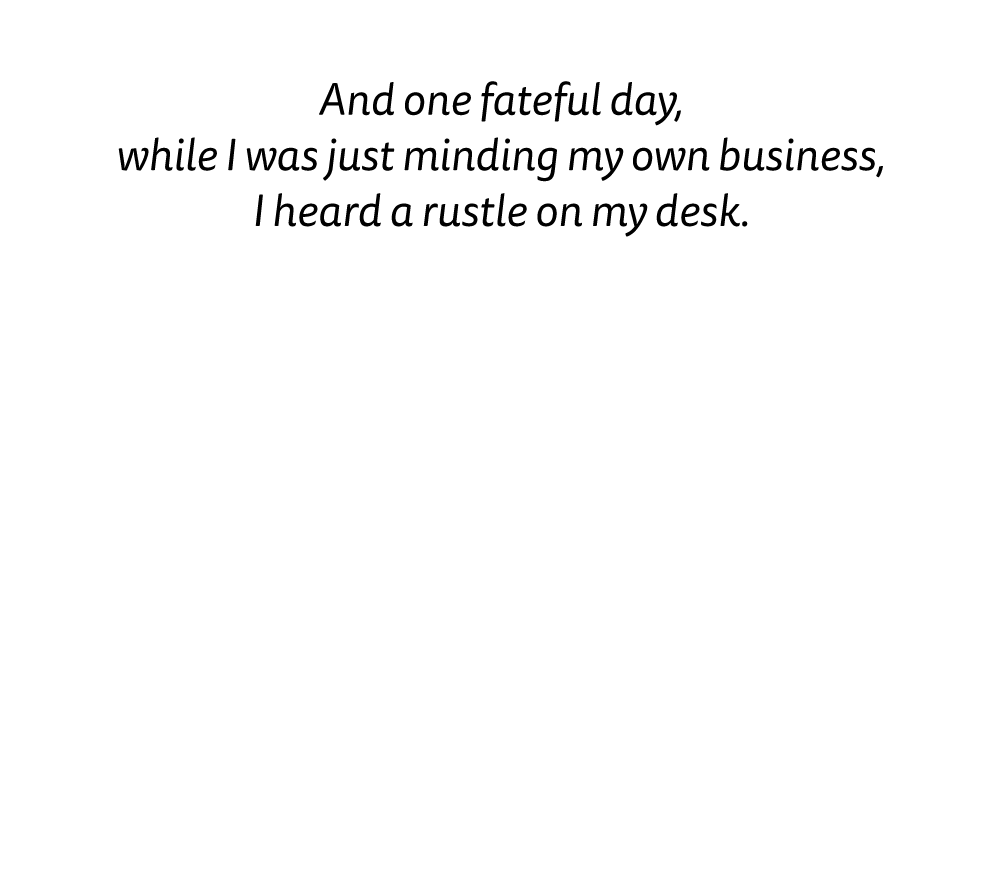 And one fateful day,
while I was just minding my own business,
I heard a rustle on my desk.